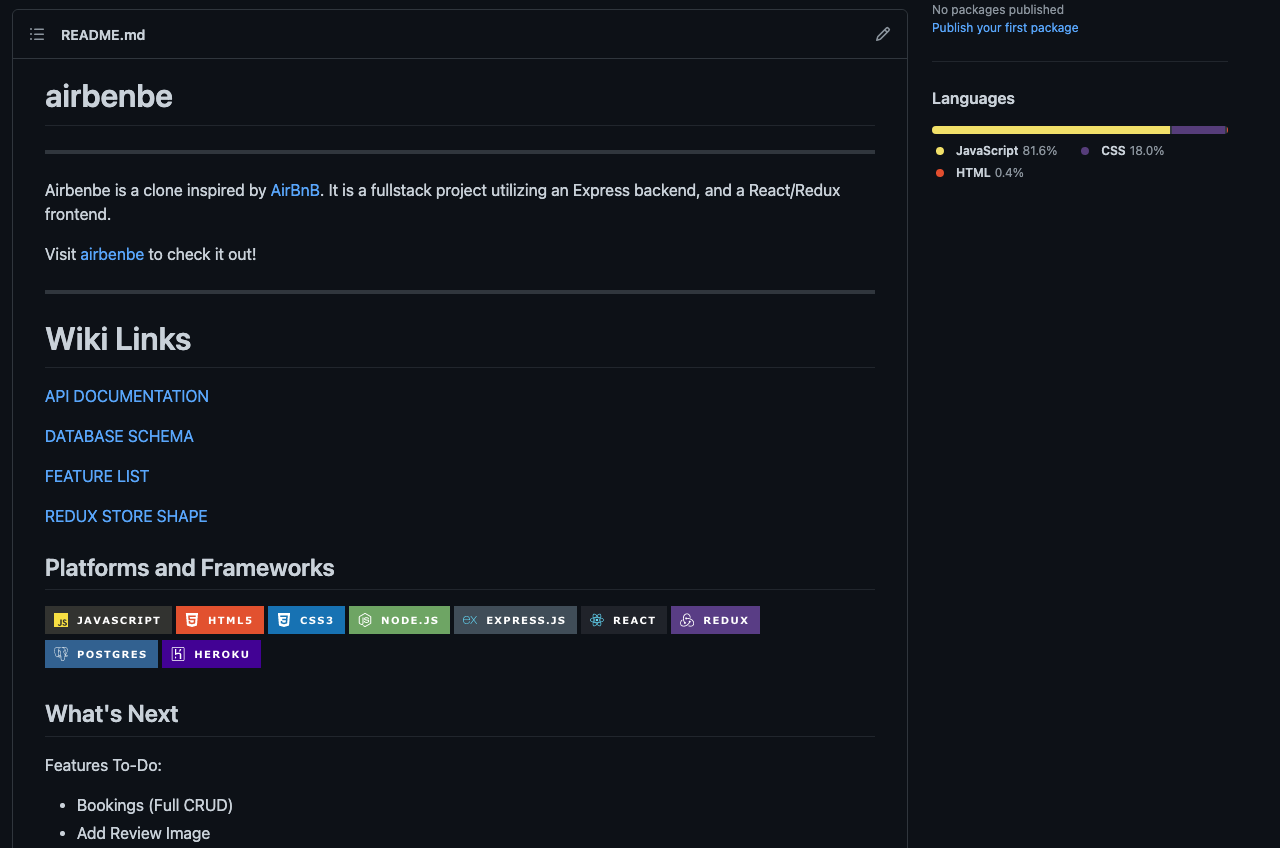 README.md
airbenbe
Airbenbe is a clone inspired by AirBnB. It is a fullstack project utilizing an Express backend, and a React/Redux
frontend.
Visit airbenbe to check it out!
Wiki Links
API DOCUMENTATION
DATABASE SCHEMA
FEATURE LIST
REDUX STORE SHAPE
Platforms and Frameworks
JS JAVASCRIPT HTML5 CSS3 NODE.JS EX EXPRESS.JS REACT REDUX
POSTGRES HEROKU
What's Next
Features To-Do:
• Bookings (Full CRUD)
• Add Review Image
No packages published
Publish your first package
Languages
JavaScript 81.6% CSS 18.0%
HTML 0.4%